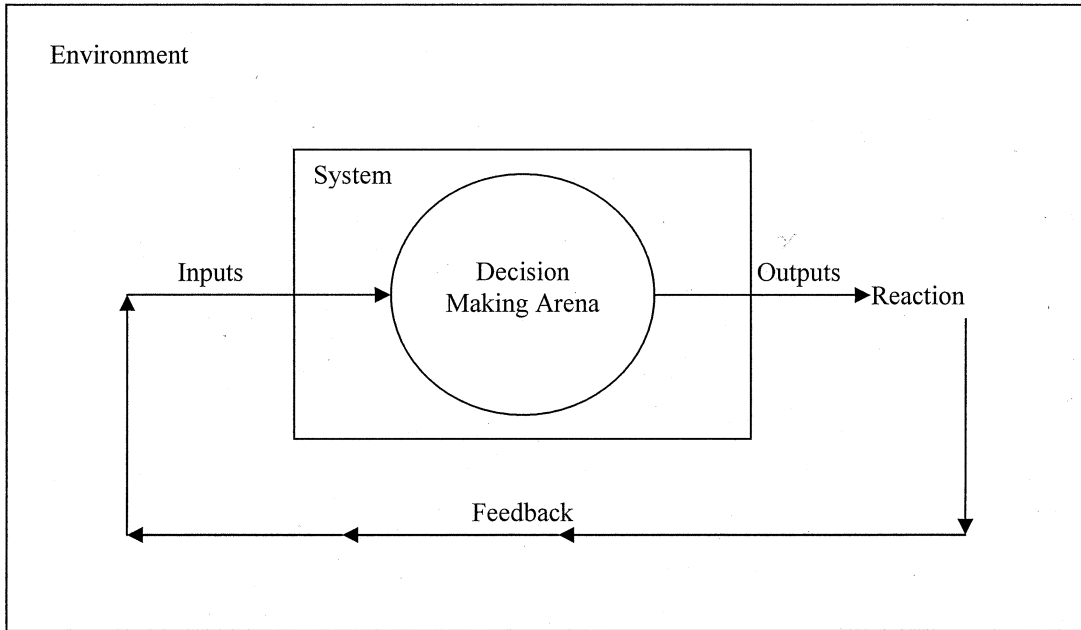 Environment
System
Inputs
Decision
Making Arena
Outputs
Reaction
Feedback